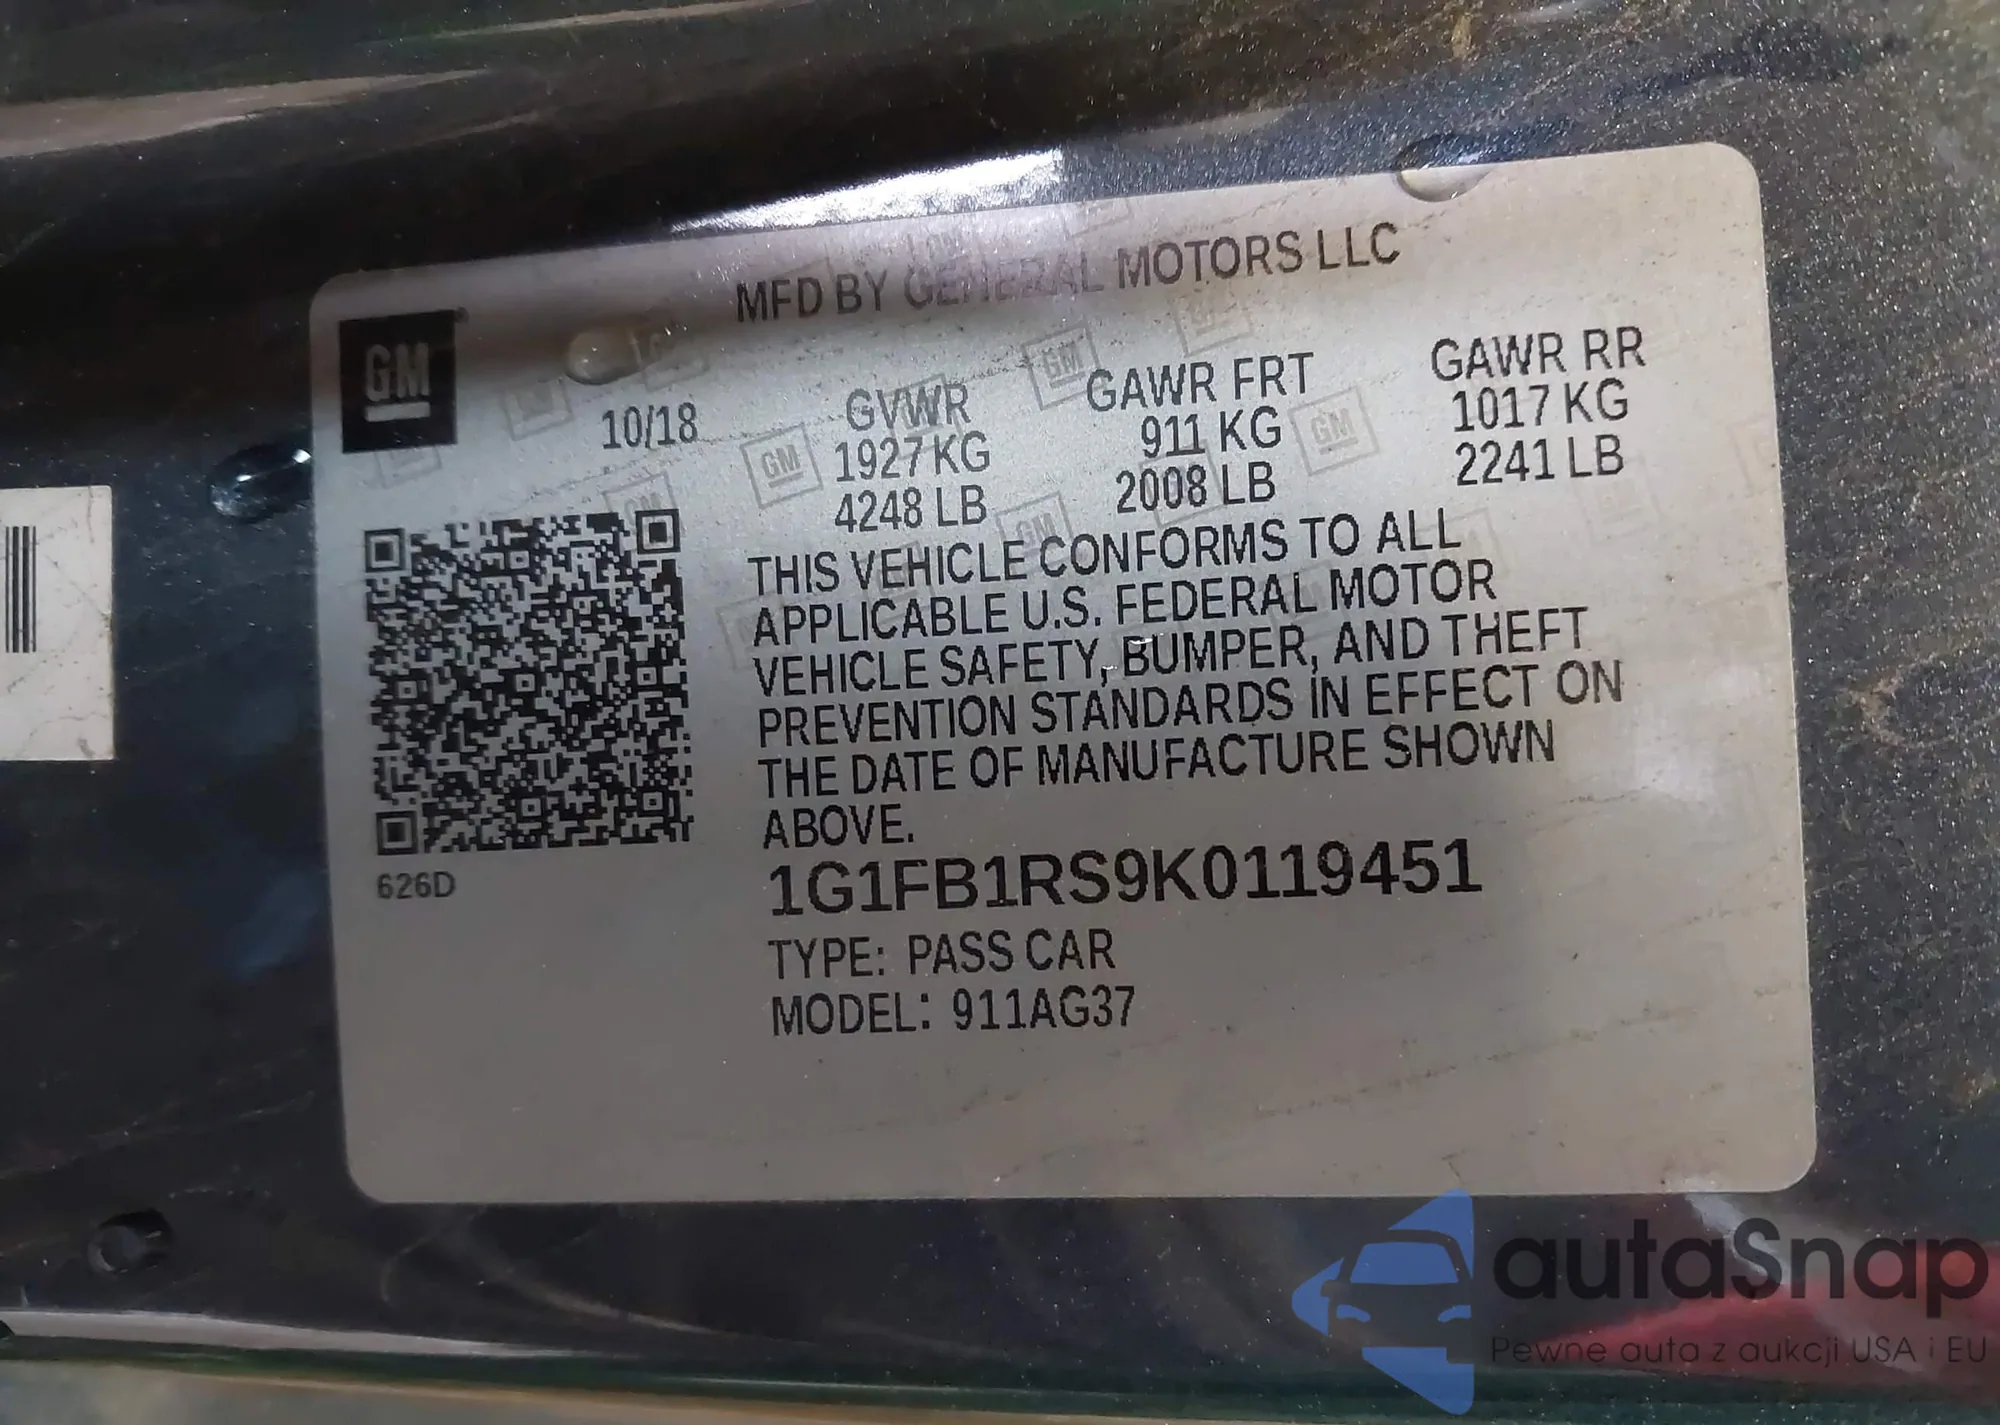 MFD BY GENERAL MOTORS LLC
GM
10/18
GVWR
1927 KG
4248 LB
GAWR FRT
911 KG
2008 LB
GAWR RR
1017 KG
2241 LB
THIS VEHICLE CONFORMS TO ALL
APPLICABLE U.S. FEDERAL MOTOR
VEHICLE SAFETY, BUMPER, AND THEFT
PREVENTION STANDARDS IN EFFECT ON
THE DATE OF MANUFACTURE SHOWN
ABOVE.
626D
1G1FB1RS9K0119451
TYPE: PASS CAR
MODEL: 911AG37
autaSnap
Pewne auta z aukcji USA i EU